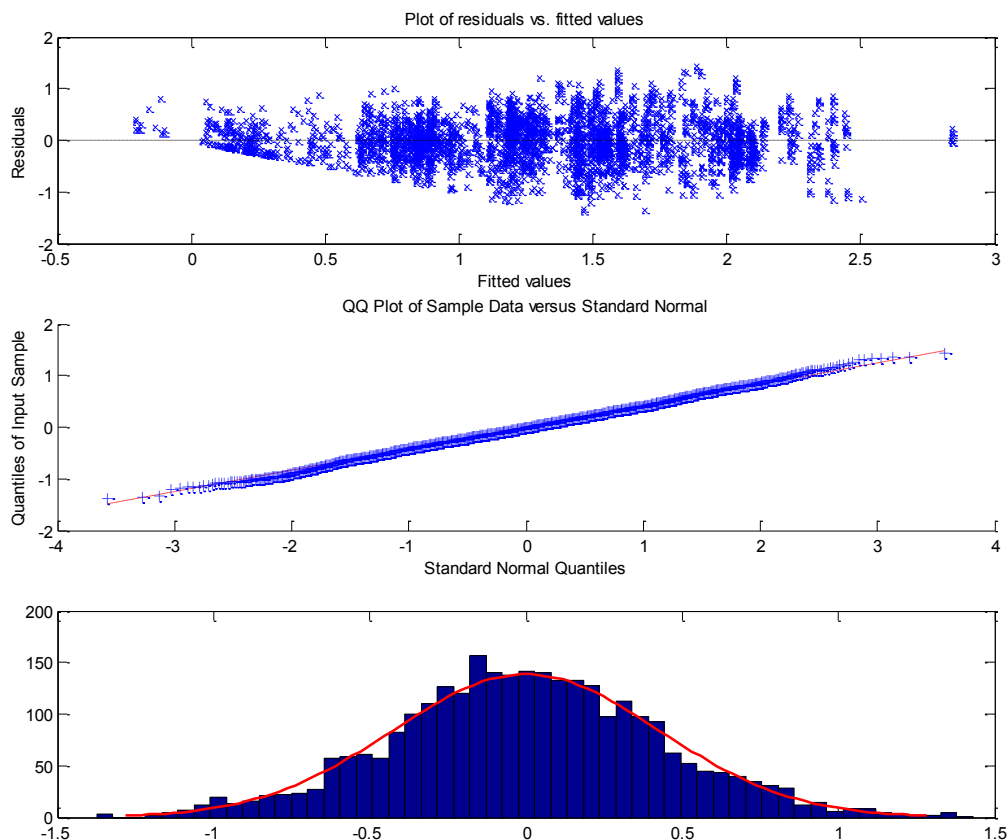 Plot of residuals vs. fitted values
2
1
0
-1
-2
Residuals
-0.5 0 0.5 1 1.5 2 2.5 3
Fitted values
QQ Plot of Sample Data versus Standard Normal
2
1
0
-1
-2
Quantiles of Input Sample
-4 -3 -2 -1 0 1 2 3 4
Standard Normal Quantiles
200
150
100
50
0
-1.5 -1 -0.5 0 0.5 1 1.5